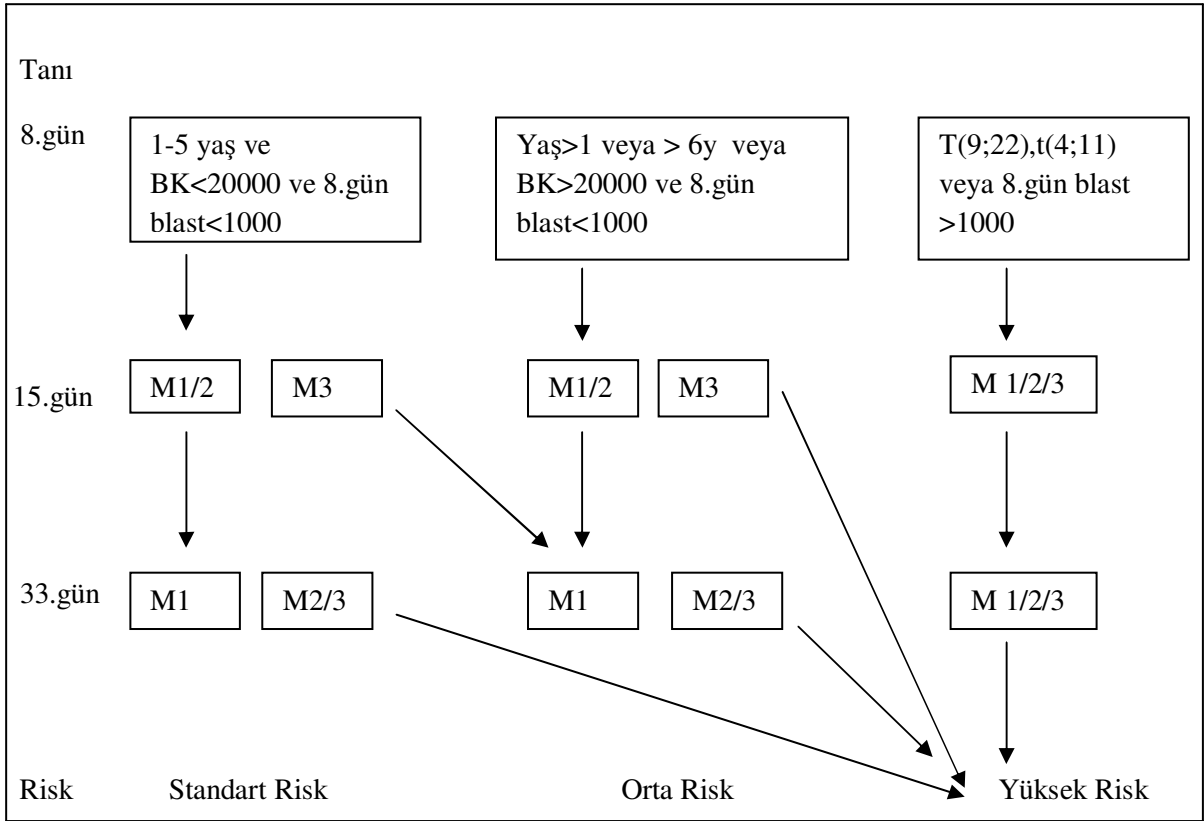 Tanı
8.gün
1-5 yaş ve
BK<20000 ve 8.gün
blast<1000
Yaş>1 veya > 6y veya
BK>20000 ve 8.gün
blast<1000
T(9;22),t(4;11)
veya 8.gün blast
>1000
15.gün
M1/2
M3
M1/2
M3
M 1/2/3
33.gün
M1
M2/3
M1
M2/3
M 1/2/3
Risk
Standart Risk
Orta Risk
Yüksek Risk